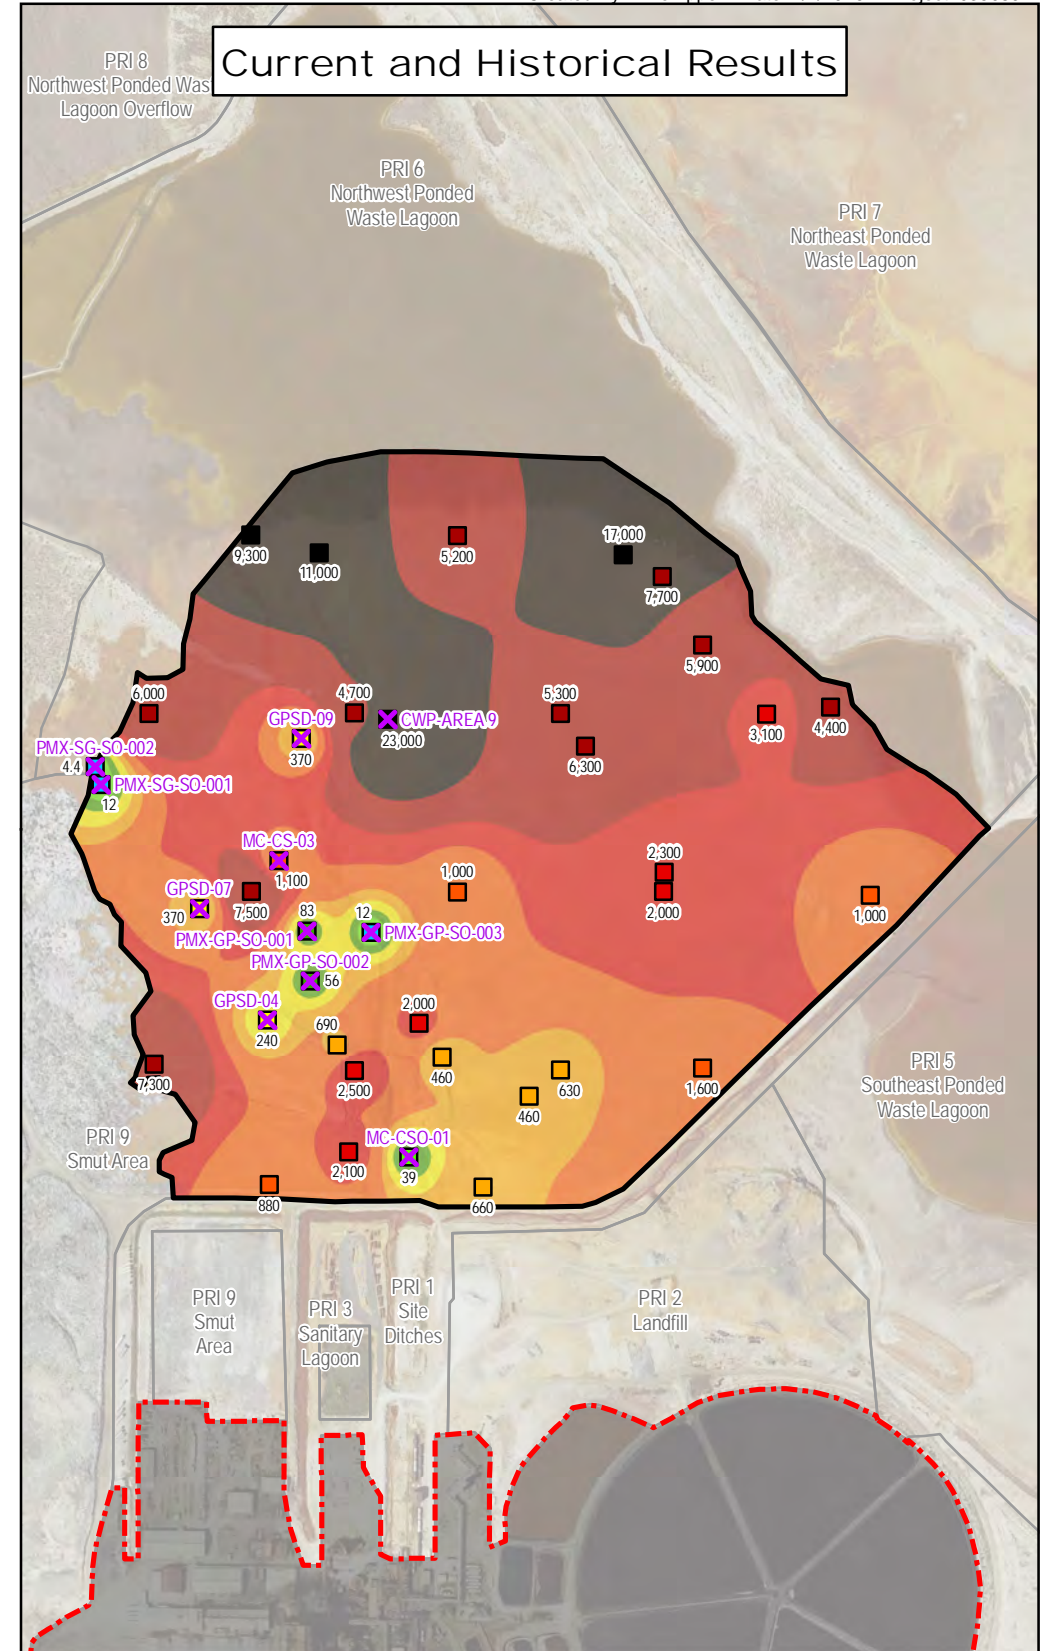 Current and Historical Results
PRI 8
Northwest Ponded Was
Lagoon Overflow
PRI 6
Northwest Ponded
Waste Lagoon
PRI 7
Northeast Ponded
Waste Lagoon
9,300
11,000
5,200
17,000
7,700
5,900
6,000
4,700
5,300
GPSD-09
370
CWP-AREA 9
23,000
3,100
4,400
6,300
PMX-SG-SO-002
4.4
PMX-SG-SO-001
12
MC-CS-03
1,100
2,300
2,000
1,000
1,000
GPSD-07
370
7,500
83
PMX-GP-SO-001
12
PMX-GP-SO-003
PMX-GP-SO-002
56
GPSD-04
240
690
2,000
460
2,500
630
460
1,600
7,300
PRI 5
Southeast Ponded
Waste Lagoon
PRI 9
Smut Area
2,100
MC-CSO-01
39
880
660
PRI 9
Smut
Area
PRI 3
Sanitary
Lagoon
PRI 1
Site
Ditches
PRI 2
Landfill